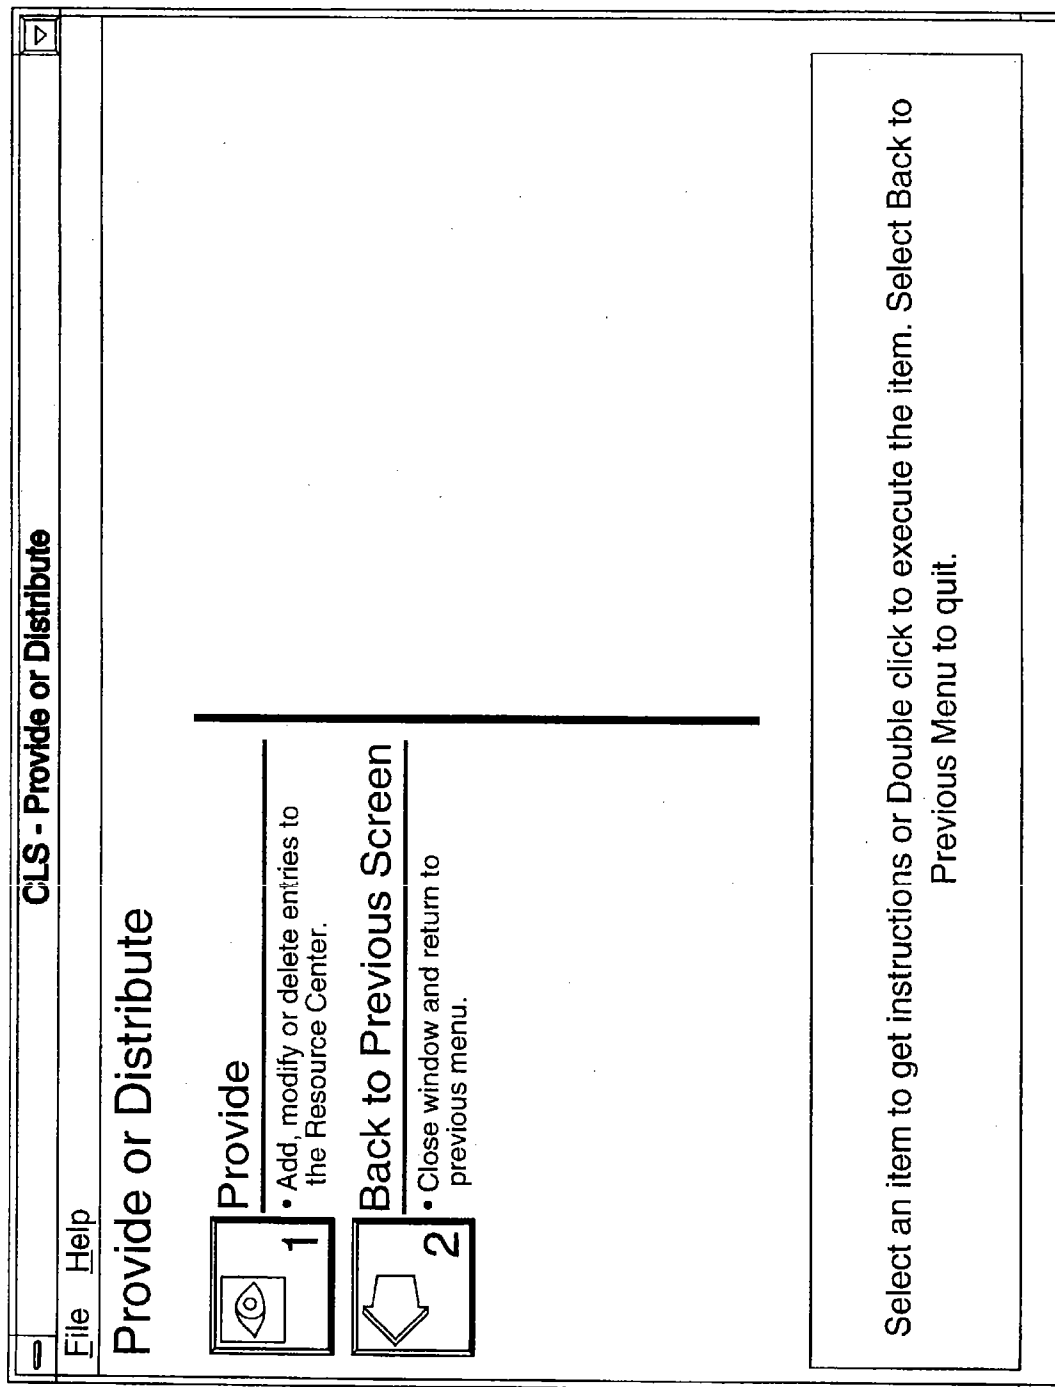 CLS - Provide or Distribute
File Help
Provide or Distribute
1
Provide
• Add, modify or delete entries to
the Resource Center.
2
Back to Previous Screen
• Close window and return to
previous menu.
Select an item to get instructions or Double click to execute the item. Select Back to
Previous Menu to quit.